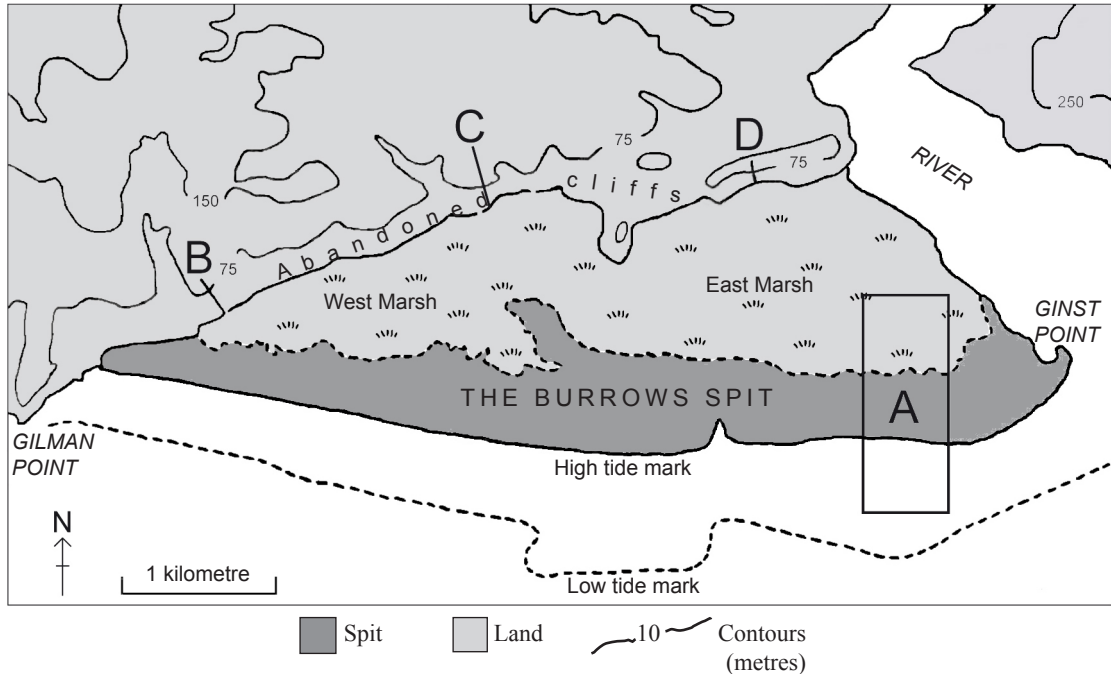 250
C
75
D
75
RIVER
150
Abandoned cliffs
B
75
West Marsh
East Marsh
GINST
POINT
THE BURROWS SPIT
A
GILMAN
POINT
High tide mark
N
1 kilometre
Low tide mark
Spit
Land
10
Contours
(metres)